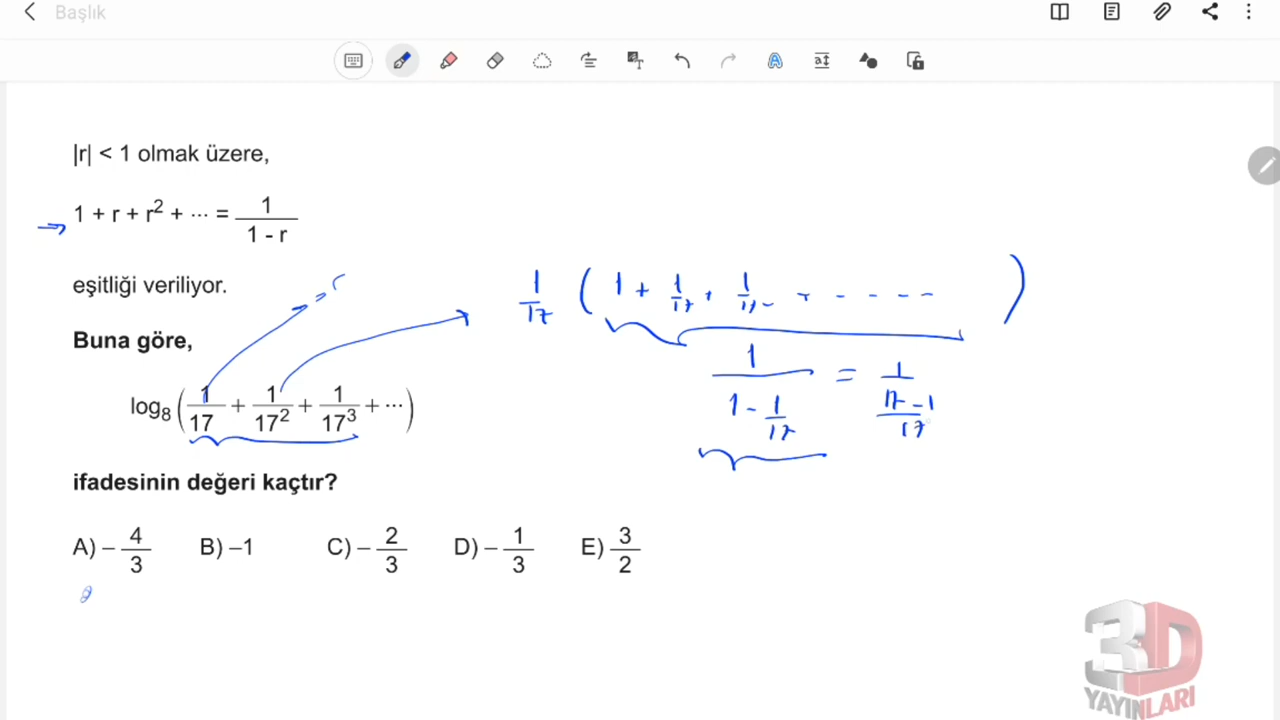 Başlık
|r| < 1 olmak üzere,
1 + r + r² + ··· = 1/(1 - r)
eşitliği veriliyor.
Buna göre,
log₈(1/17 + 1/17² + 1/17³ + ···)
ifadesinin değeri kaçtır?
A) –4/3 B) –1 C) –2/3 D) –1/3 E) 3/2
= r
1/17 (1 + 1/17 + 1/17² + - - - -)
1/(1 - 1/17) = 1/((17 - 1)/17)
3D
YAYINLARI